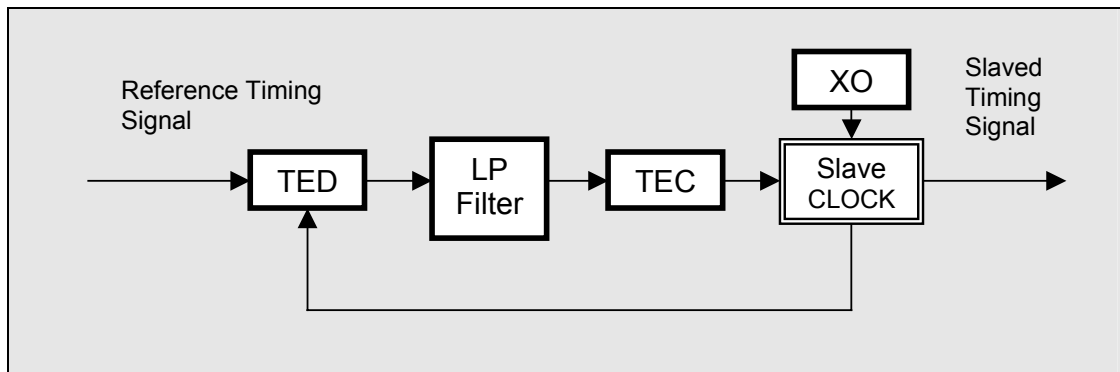 Reference Timing
Signal
TED
LP
Filter
TEC
XO
Slave
CLOCK
Slaved
Timing
Signal